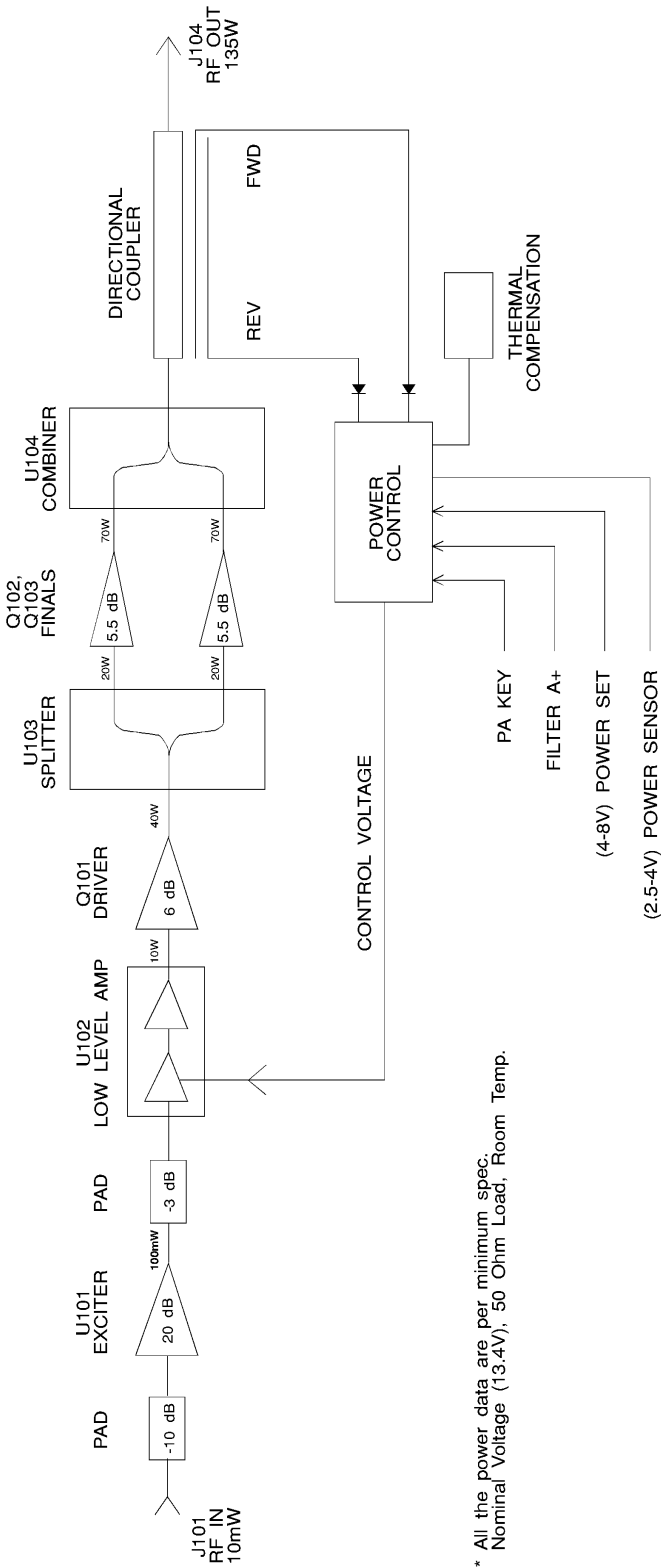 J101
RF IN
10mW
PAD
-10 dB
U101
EXCITER
20 dB
100mW
PAD
-3 dB
U102
LOW LEVEL AMP
10W
Q101
DRIVER
6 dB
40W
U103
SPLITTER
20W
20W
Q102,
Q103
FINALS
5.5 dB
5.5 dB
70W
70W
U104
COMBINER
DIRECTIONAL
COUPLER
REV
FWD
J104
RF OUT
135W
CONTROL VOLTAGE
POWER
CONTROL
THERMAL
COMPENSATION
PA KEY
FILTER A+
(4-8V) POWER SET
(2.5-4V) POWER SENSOR
* All the power data are per minimum spec.
Nominal Voltage (13.4V), 50 Ohm Load, Room Temp.